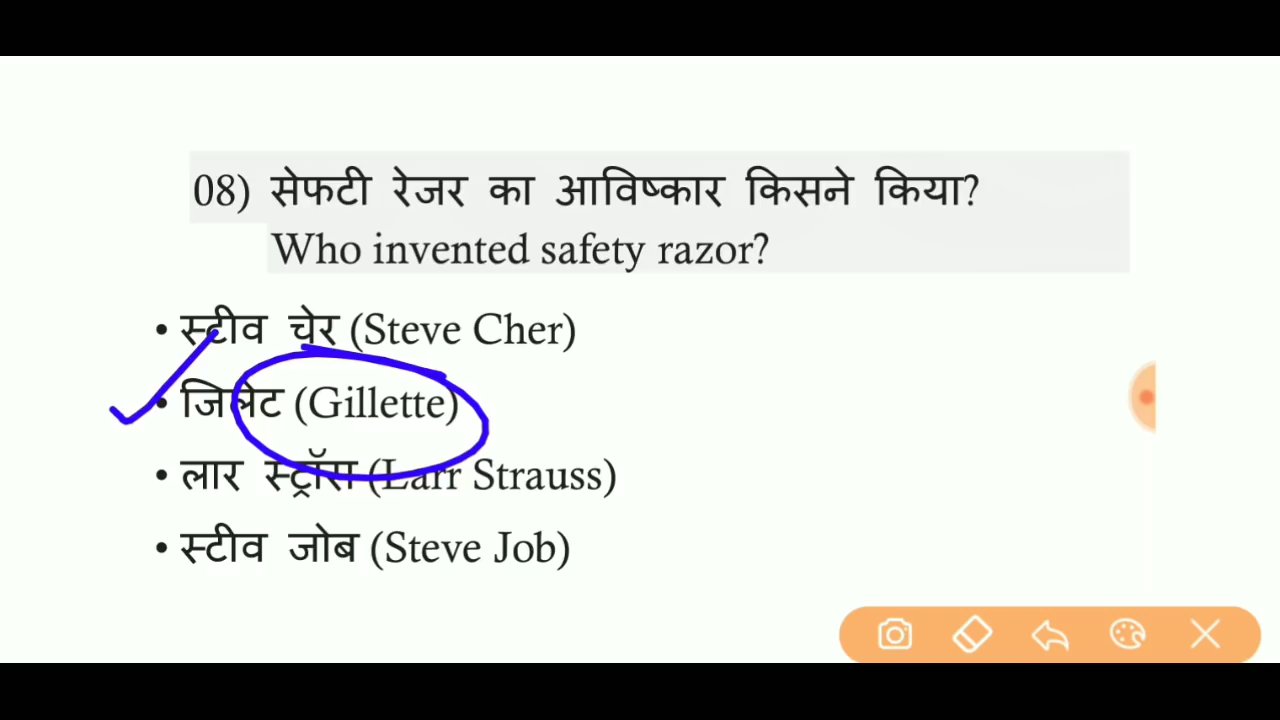 08) सेफटी रेजर का आविष्कार किसने किया?
Who invented safety razor?
• स्टीव चेर (Steve Cher)
• जिलेट (Gillette)
• लार स्ट्रॉस (Larr Strauss)
• स्टीव जोब (Steve Job)